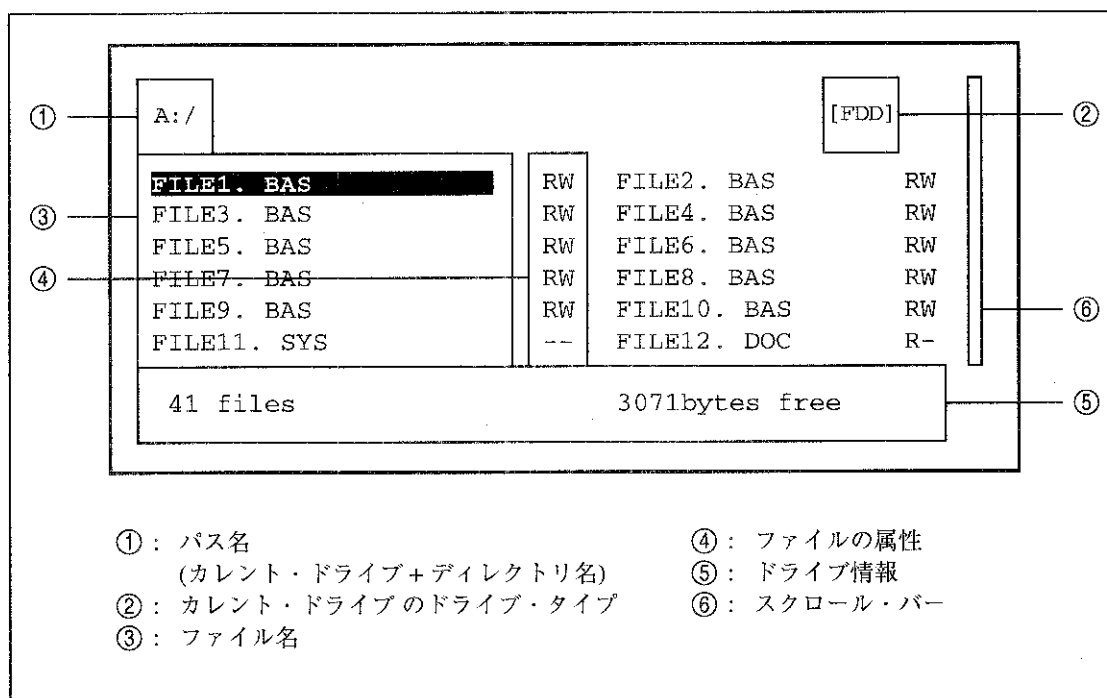 ① A:/ [FDD] ②
FILE1. BAS RW FILE2. BAS RW
③ FILE3. BAS RW FILE4. BAS RW
FILE5. BAS RW FILE6. BAS RW
④ FILE7. BAS RW FILE8. BAS RW
FILE9. BAS RW FILE10. BAS RW ⑥
FILE11. SYS -- FILE12. DOC R-
41 files 3071bytes free ⑤
①: パス名
(カレント・ドライブ+ディレクトリ名)
②: カレント・ドライブのドライブ・タイプ
③: ファイル名
④: ファイルの属性
⑤: ドライブ情報
⑥: スクロール・バー